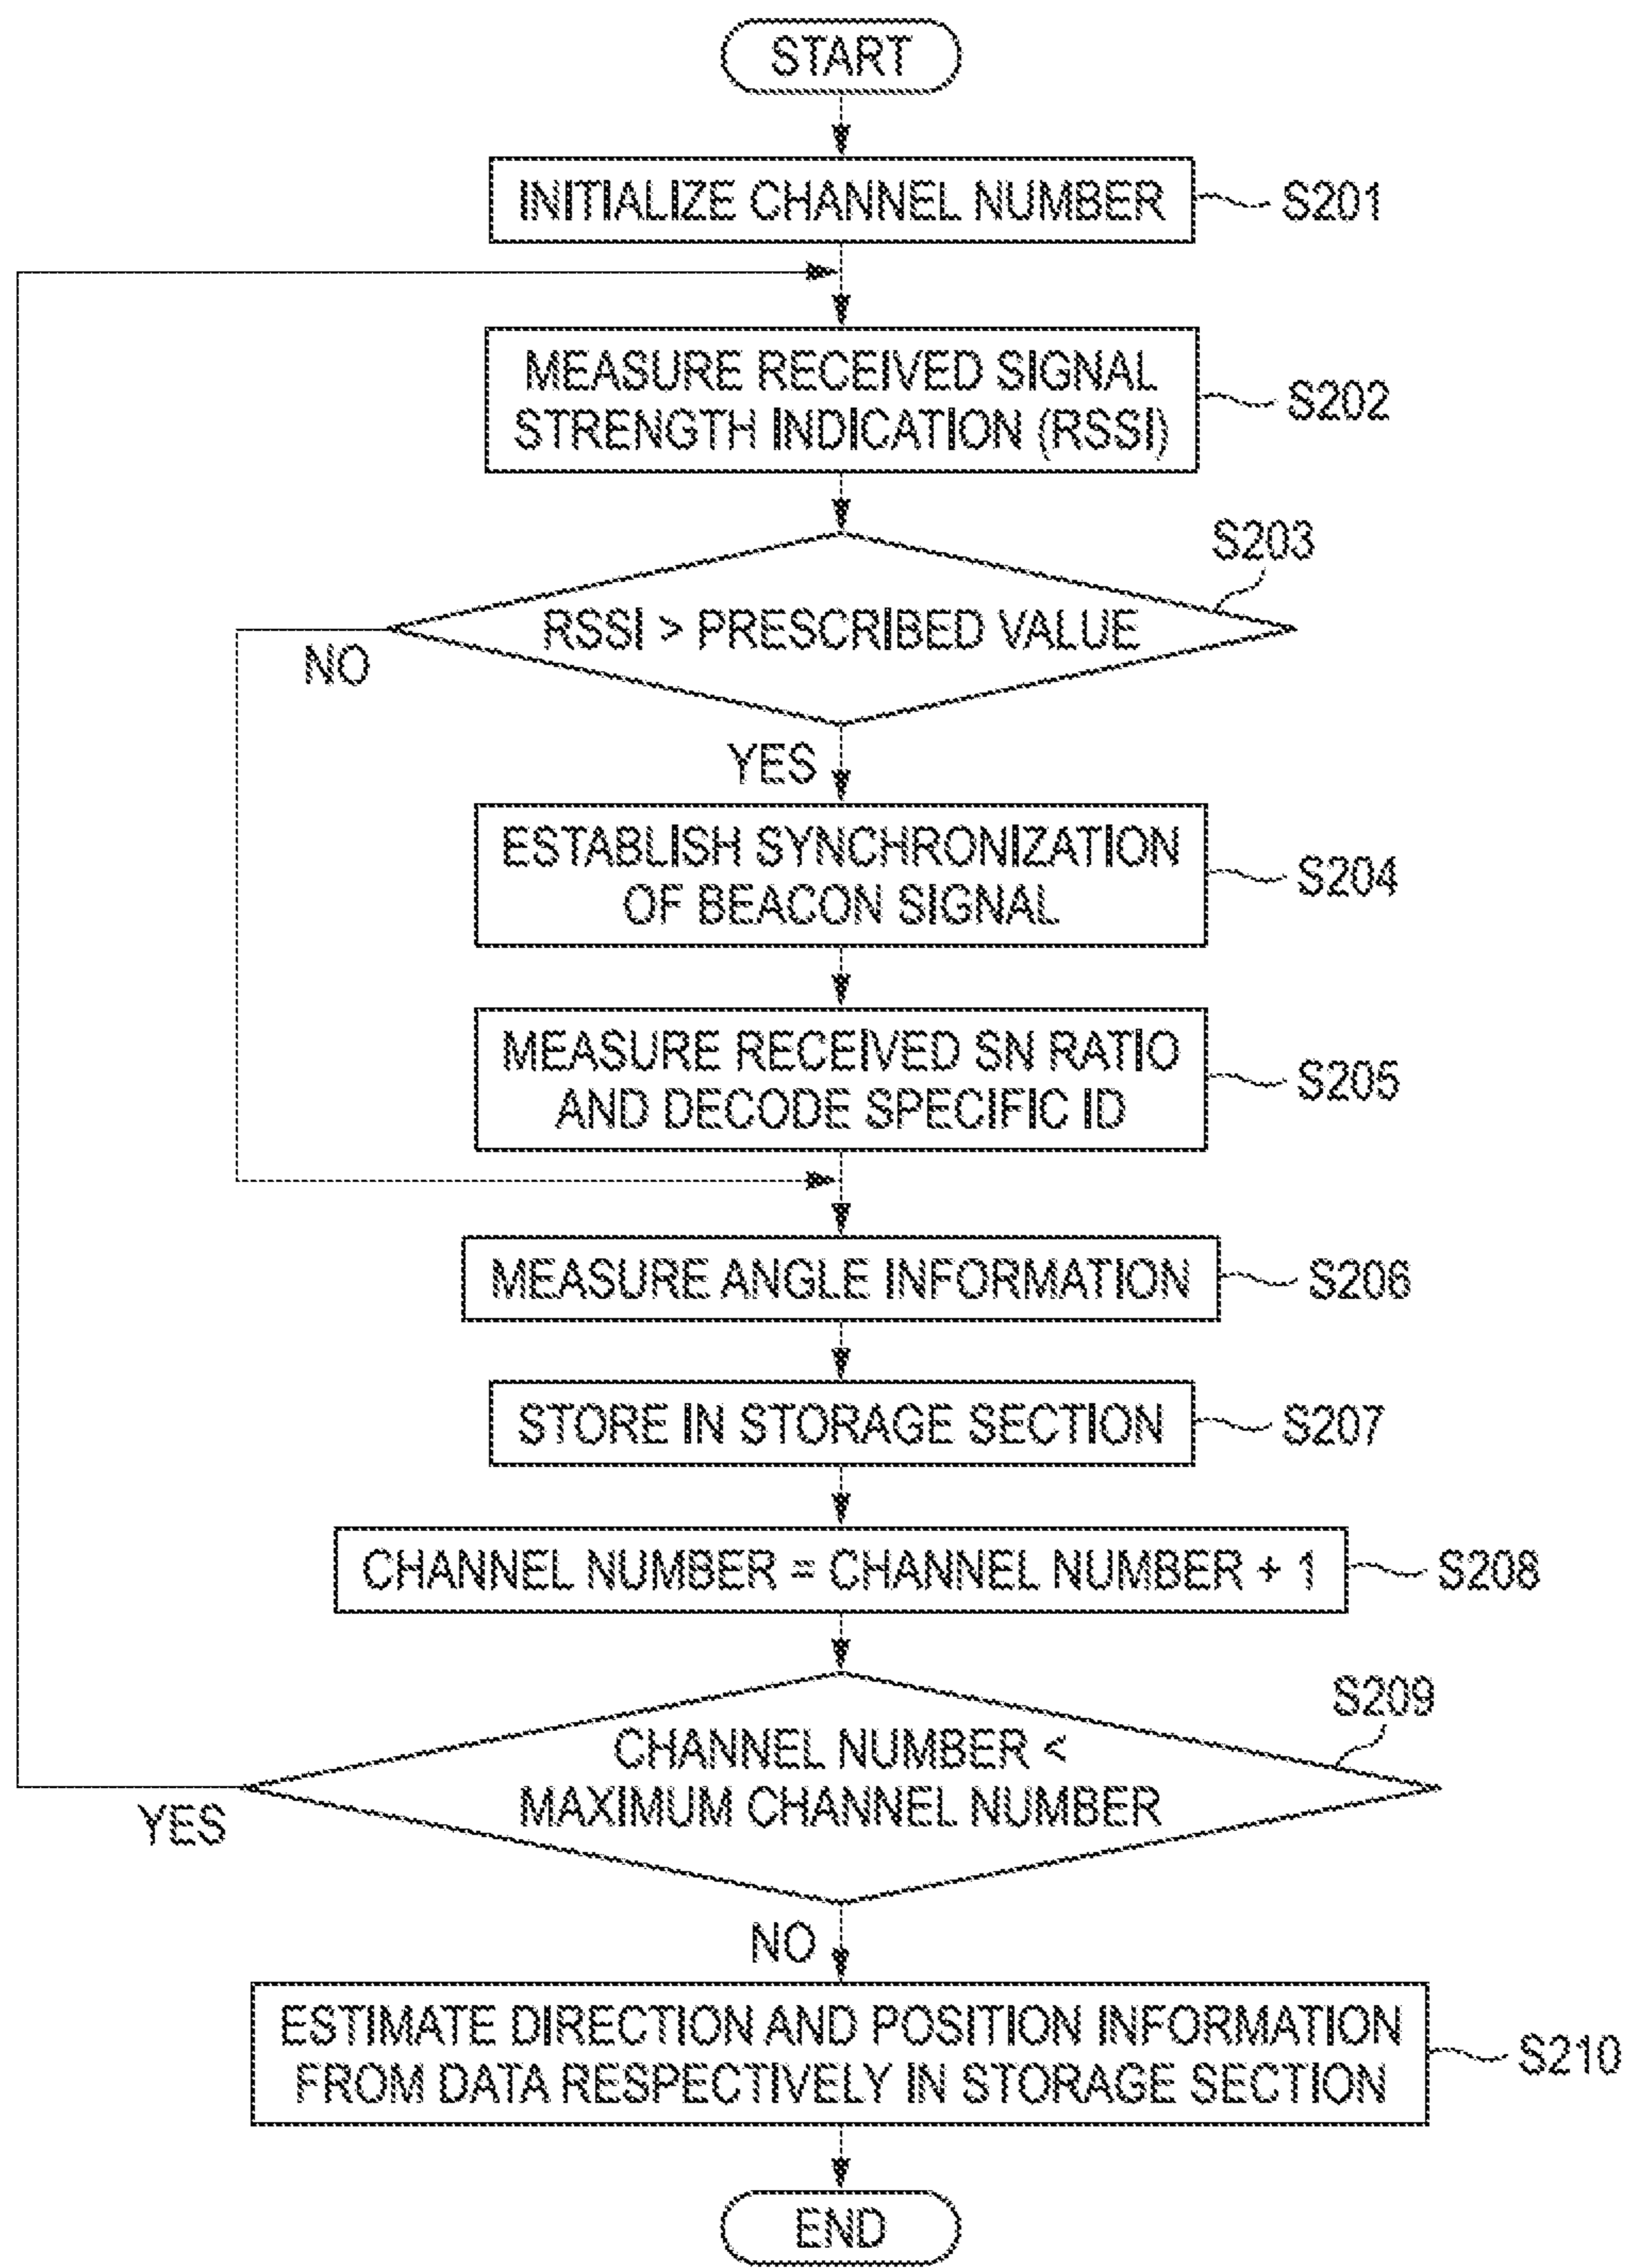 START
INITIALIZE CHANNEL NUMBER
S201
MEASURE RECEIVED SIGNAL
STRENGTH INDICATION (RSSI)
S202
S203
RSSI > PRESCRIBED VALUE
NO
YES
ESTABLISH SYNCHRONIZATION
OF BEACON SIGNAL
S204
MEASURE RECEIVED SN RATIO
AND DECODE SPECIFIC ID
S205
MEASURE ANGLE INFORMATION
S206
STORE IN STORAGE SECTION
S207
CHANNEL NUMBER = CHANNEL NUMBER + 1
S208
S209
CHANNEL NUMBER <
MAXIMUM CHANNEL NUMBER
YES
NO
ESTIMATE DIRECTION AND POSITION INFORMATION
FROM DATA RESPECTIVELY IN STORAGE SECTION
S210
END